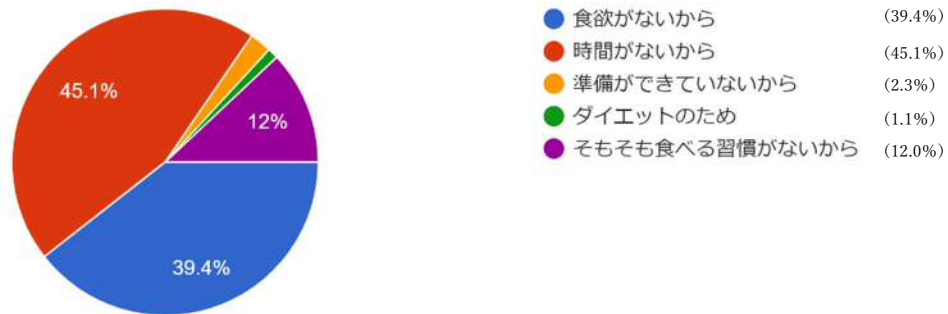 45.1%
12%
39.4%
食欲がないから (39.4%)
時間がないから (45.1%)
準備ができていないから (2.3%)
ダイエットのため (1.1%)
そもそも食べる習慣がないから (12.0%)